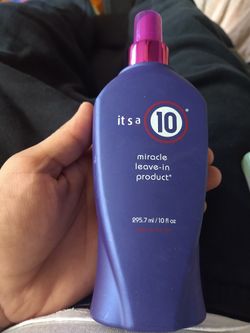 it's a 10
miracle
leave-in
product*
295.7 ml / 10 fl oz